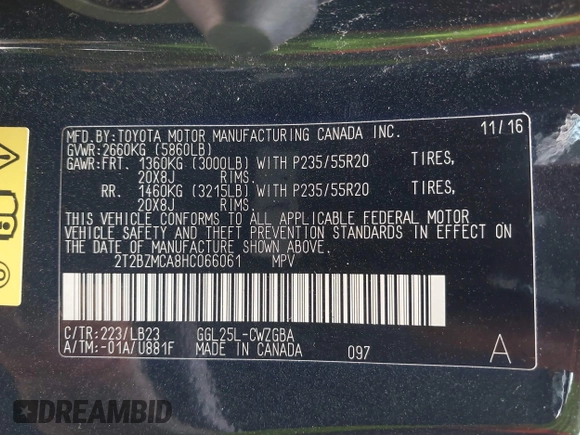 MFD.BY:TOYOTA MOTOR MANUFACTURING CANADA INC. 11/16
GVWR:2660KG (5860LB)
GAWR:FRT. 1360KG (3000LB) WITH P235/55R20 TIRES,
20X8J RIMS.
RR. 1460KG (3215LB) WITH P235/55R20 TIRES,
20X8J RIMS.
THIS VEHICLE CONFORMS TO ALL APPLICABLE FEDERAL MOTOR
VEHICLE SAFETY AND THEFT PREVENTION STANDARDS IN EFFECT ON
THE DATE OF MANUFACTURE SHOWN ABOVE.
2T2BZMCA8HC066061 MPV
C/TR:223/LB23 GGL25L-CWZGBA
A/TM:-01A/U881F MADE IN CANADA 097 A
DREAMBID